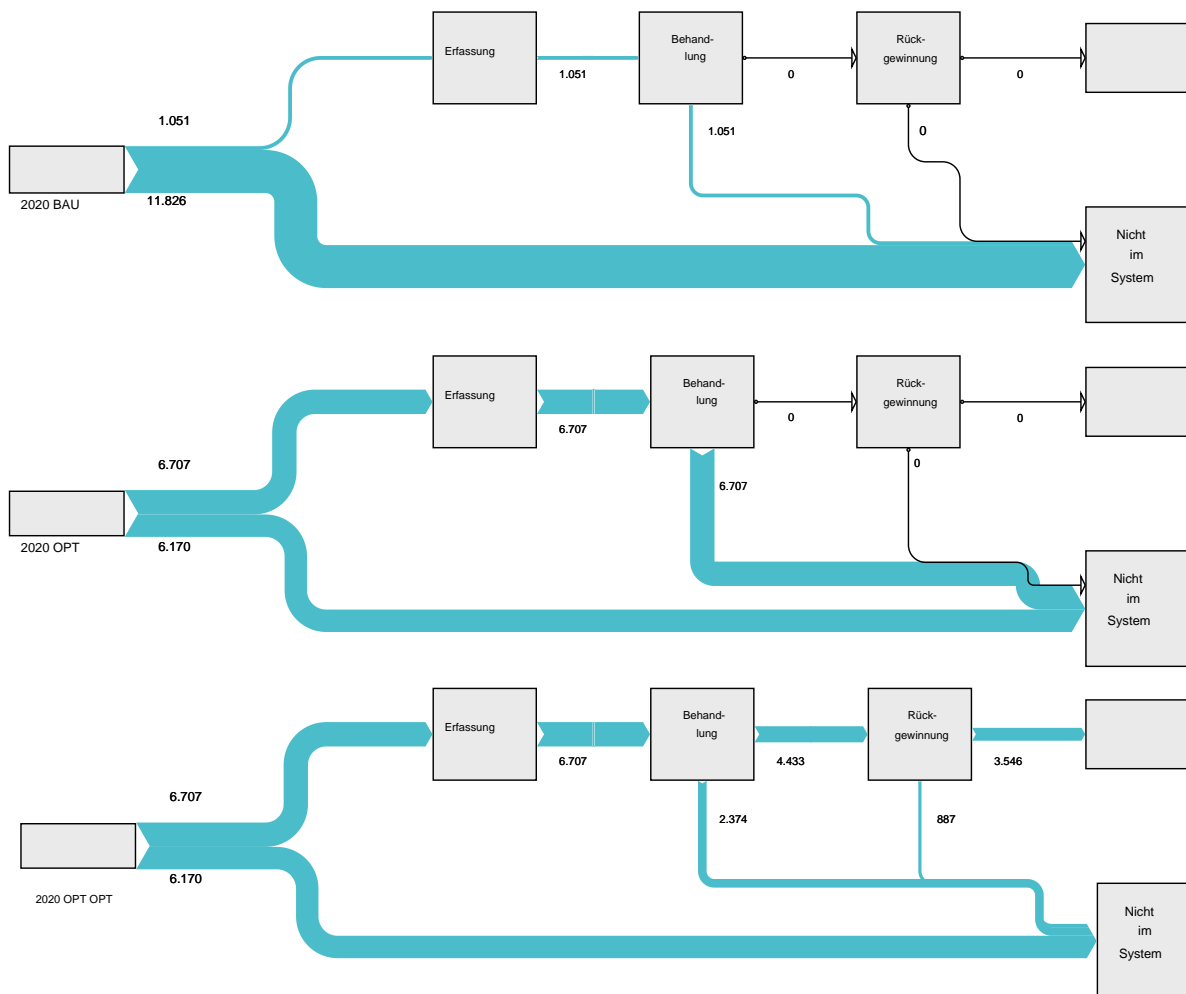 Erfassung
Behand-
lung
Rück-
gewinnung
1.051
0
0
1.051
1.051
0
11.826
2020 BAU
Nicht
im
System
Erfassung
Behand-
lung
Rück-
gewinnung
6.707
0
0
6.707
0
6.707
6.170
2020 OPT
Nicht
im
System
Erfassung
Behand-
lung
Rück-
gewinnung
6.707
4.433
3.546
6.707
2.374
887
6.170
2020 OPT OPT
Nicht
im
System